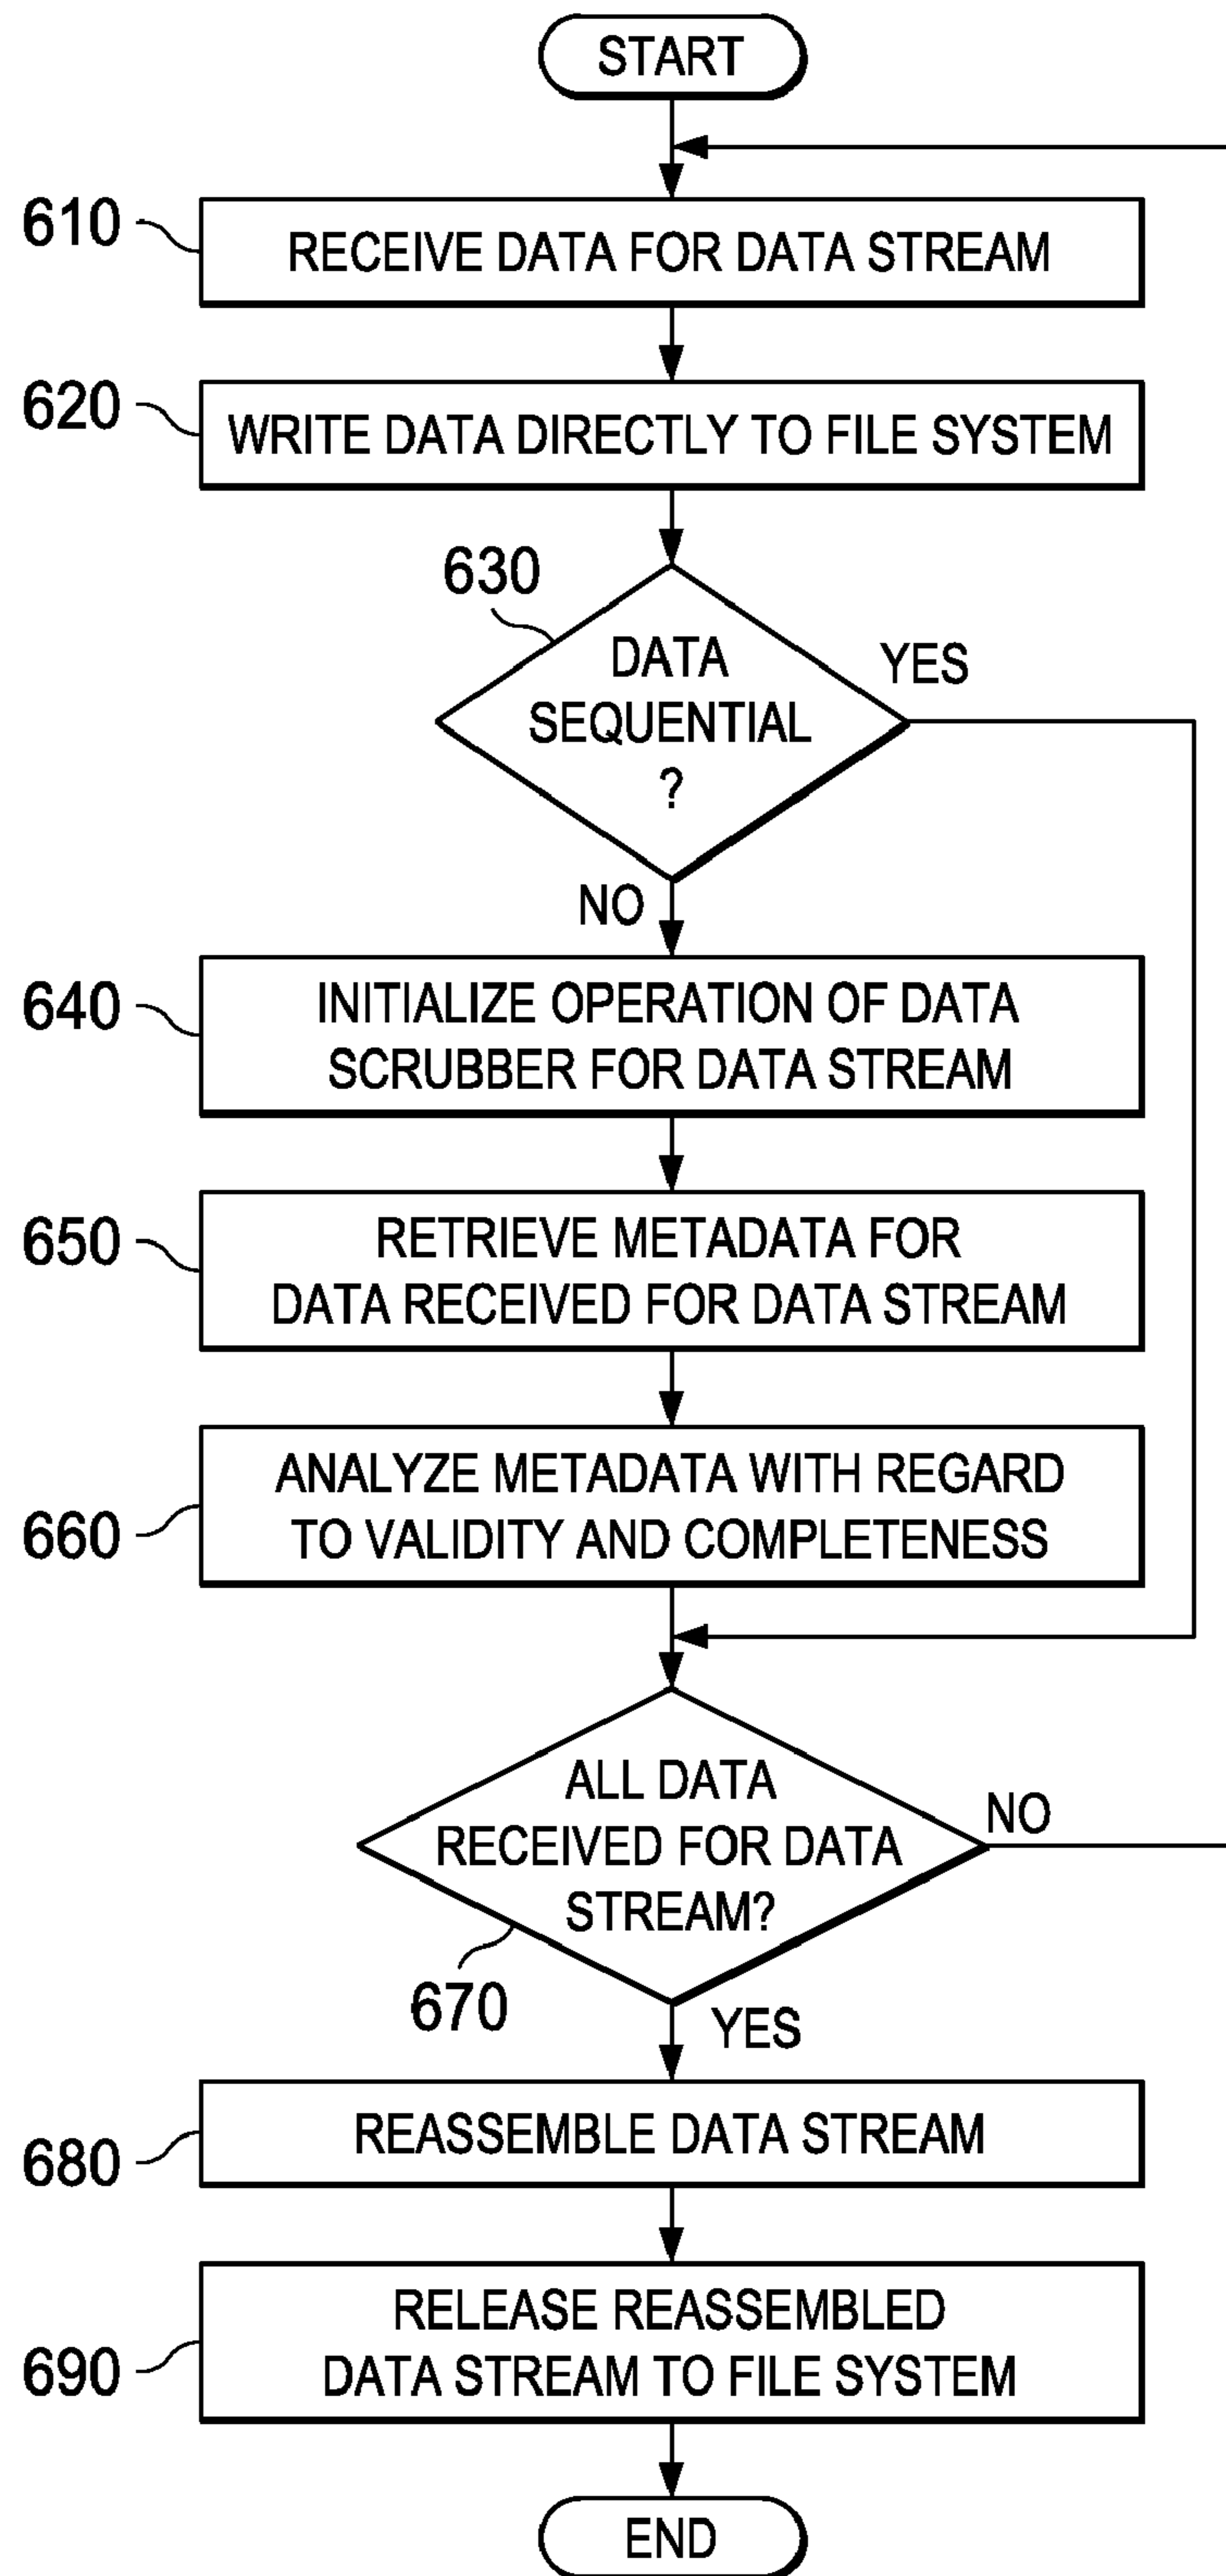 START
610
RECEIVE DATA FOR DATA STREAM
620
WRITE DATA DIRECTLY TO FILE SYSTEM
630
DATA
SEQUENTIAL
?
YES
NO
640
INITIALIZE OPERATION OF DATA
SCRUBBER FOR DATA STREAM
650
RETRIEVE METADATA FOR
DATA RECEIVED FOR DATA STREAM
660
ANALYZE METADATA WITH REGARD
TO VALIDITY AND COMPLETENESS
ALL DATA
RECEIVED FOR DATA
STREAM?
NO
670
YES
680
REASSEMBLE DATA STREAM
690
RELEASE REASSEMBLED
DATA STREAM TO FILE SYSTEM
END